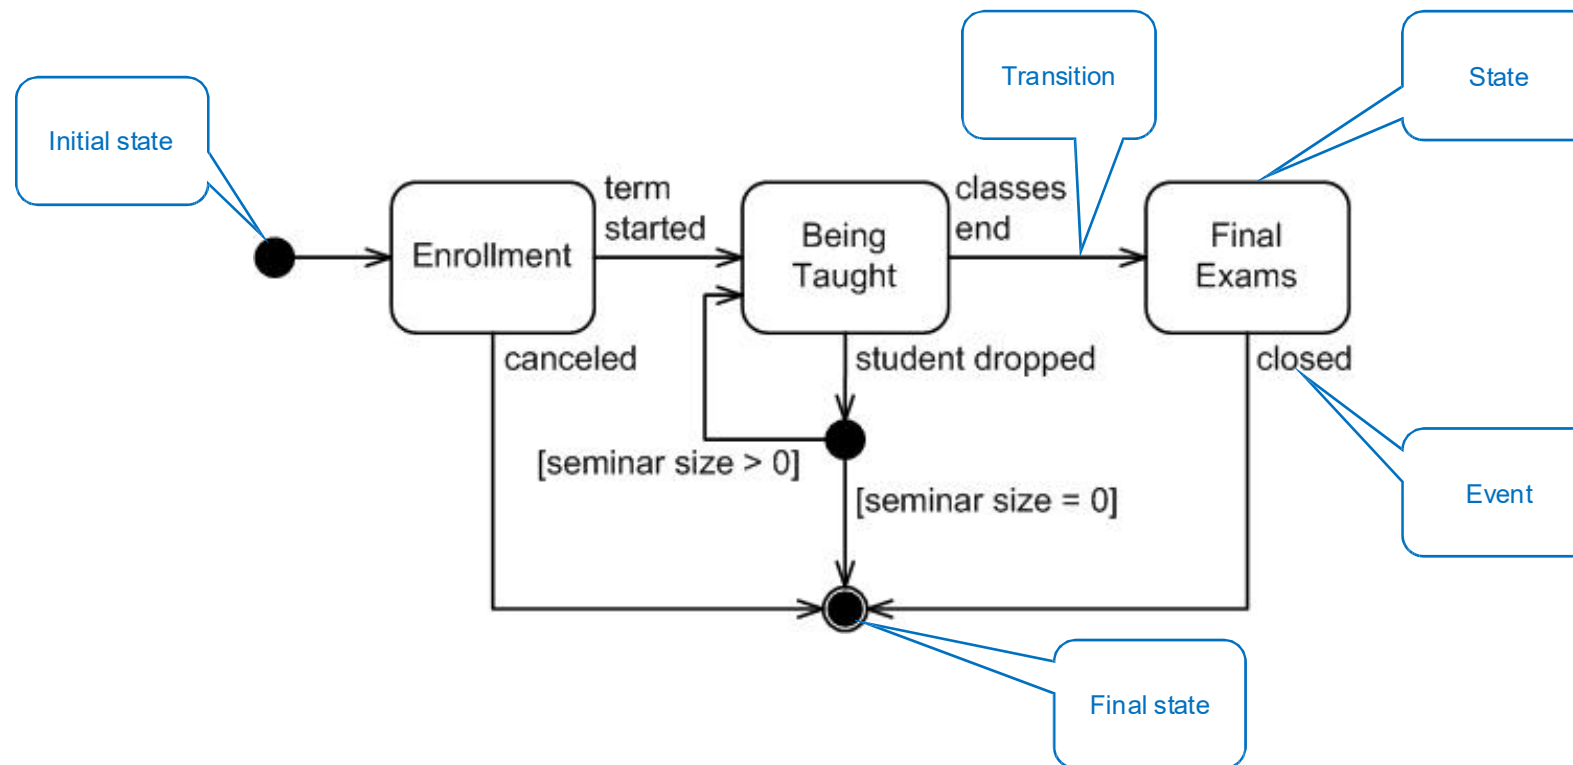 Transition
State
Initial state
term
started
classes
end
Enrollment
Being
Taught
Final
Exams
canceled
student dropped
closed
[seminar size > 0]
[seminar size = 0]
Event
Final state